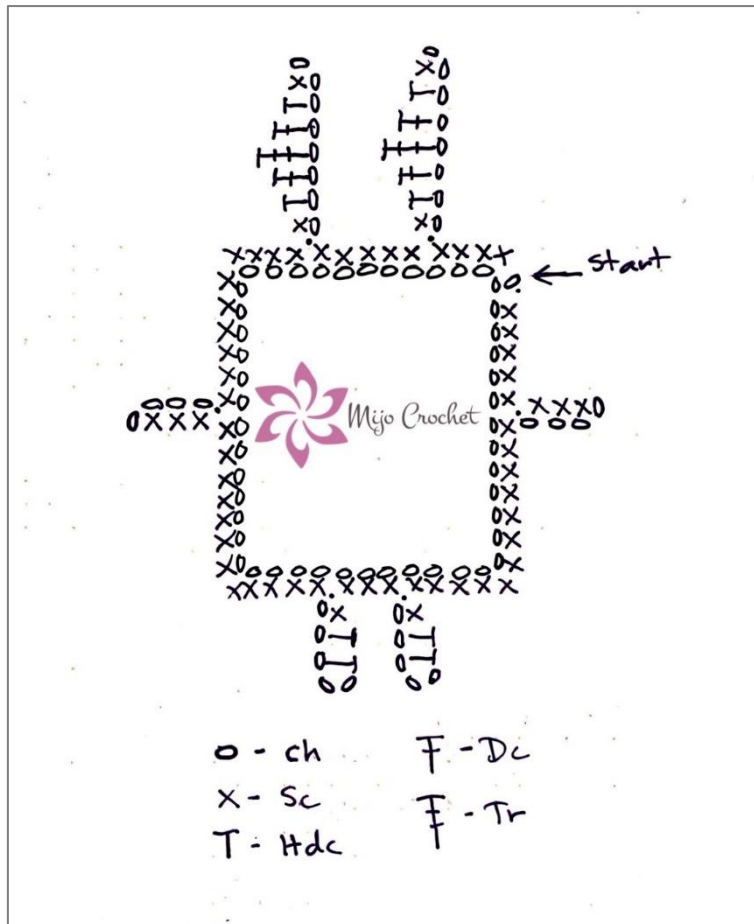 start
Mijo Crochet
o - ch
F - Dc
x - Sc
F - Tr
T - Hdc